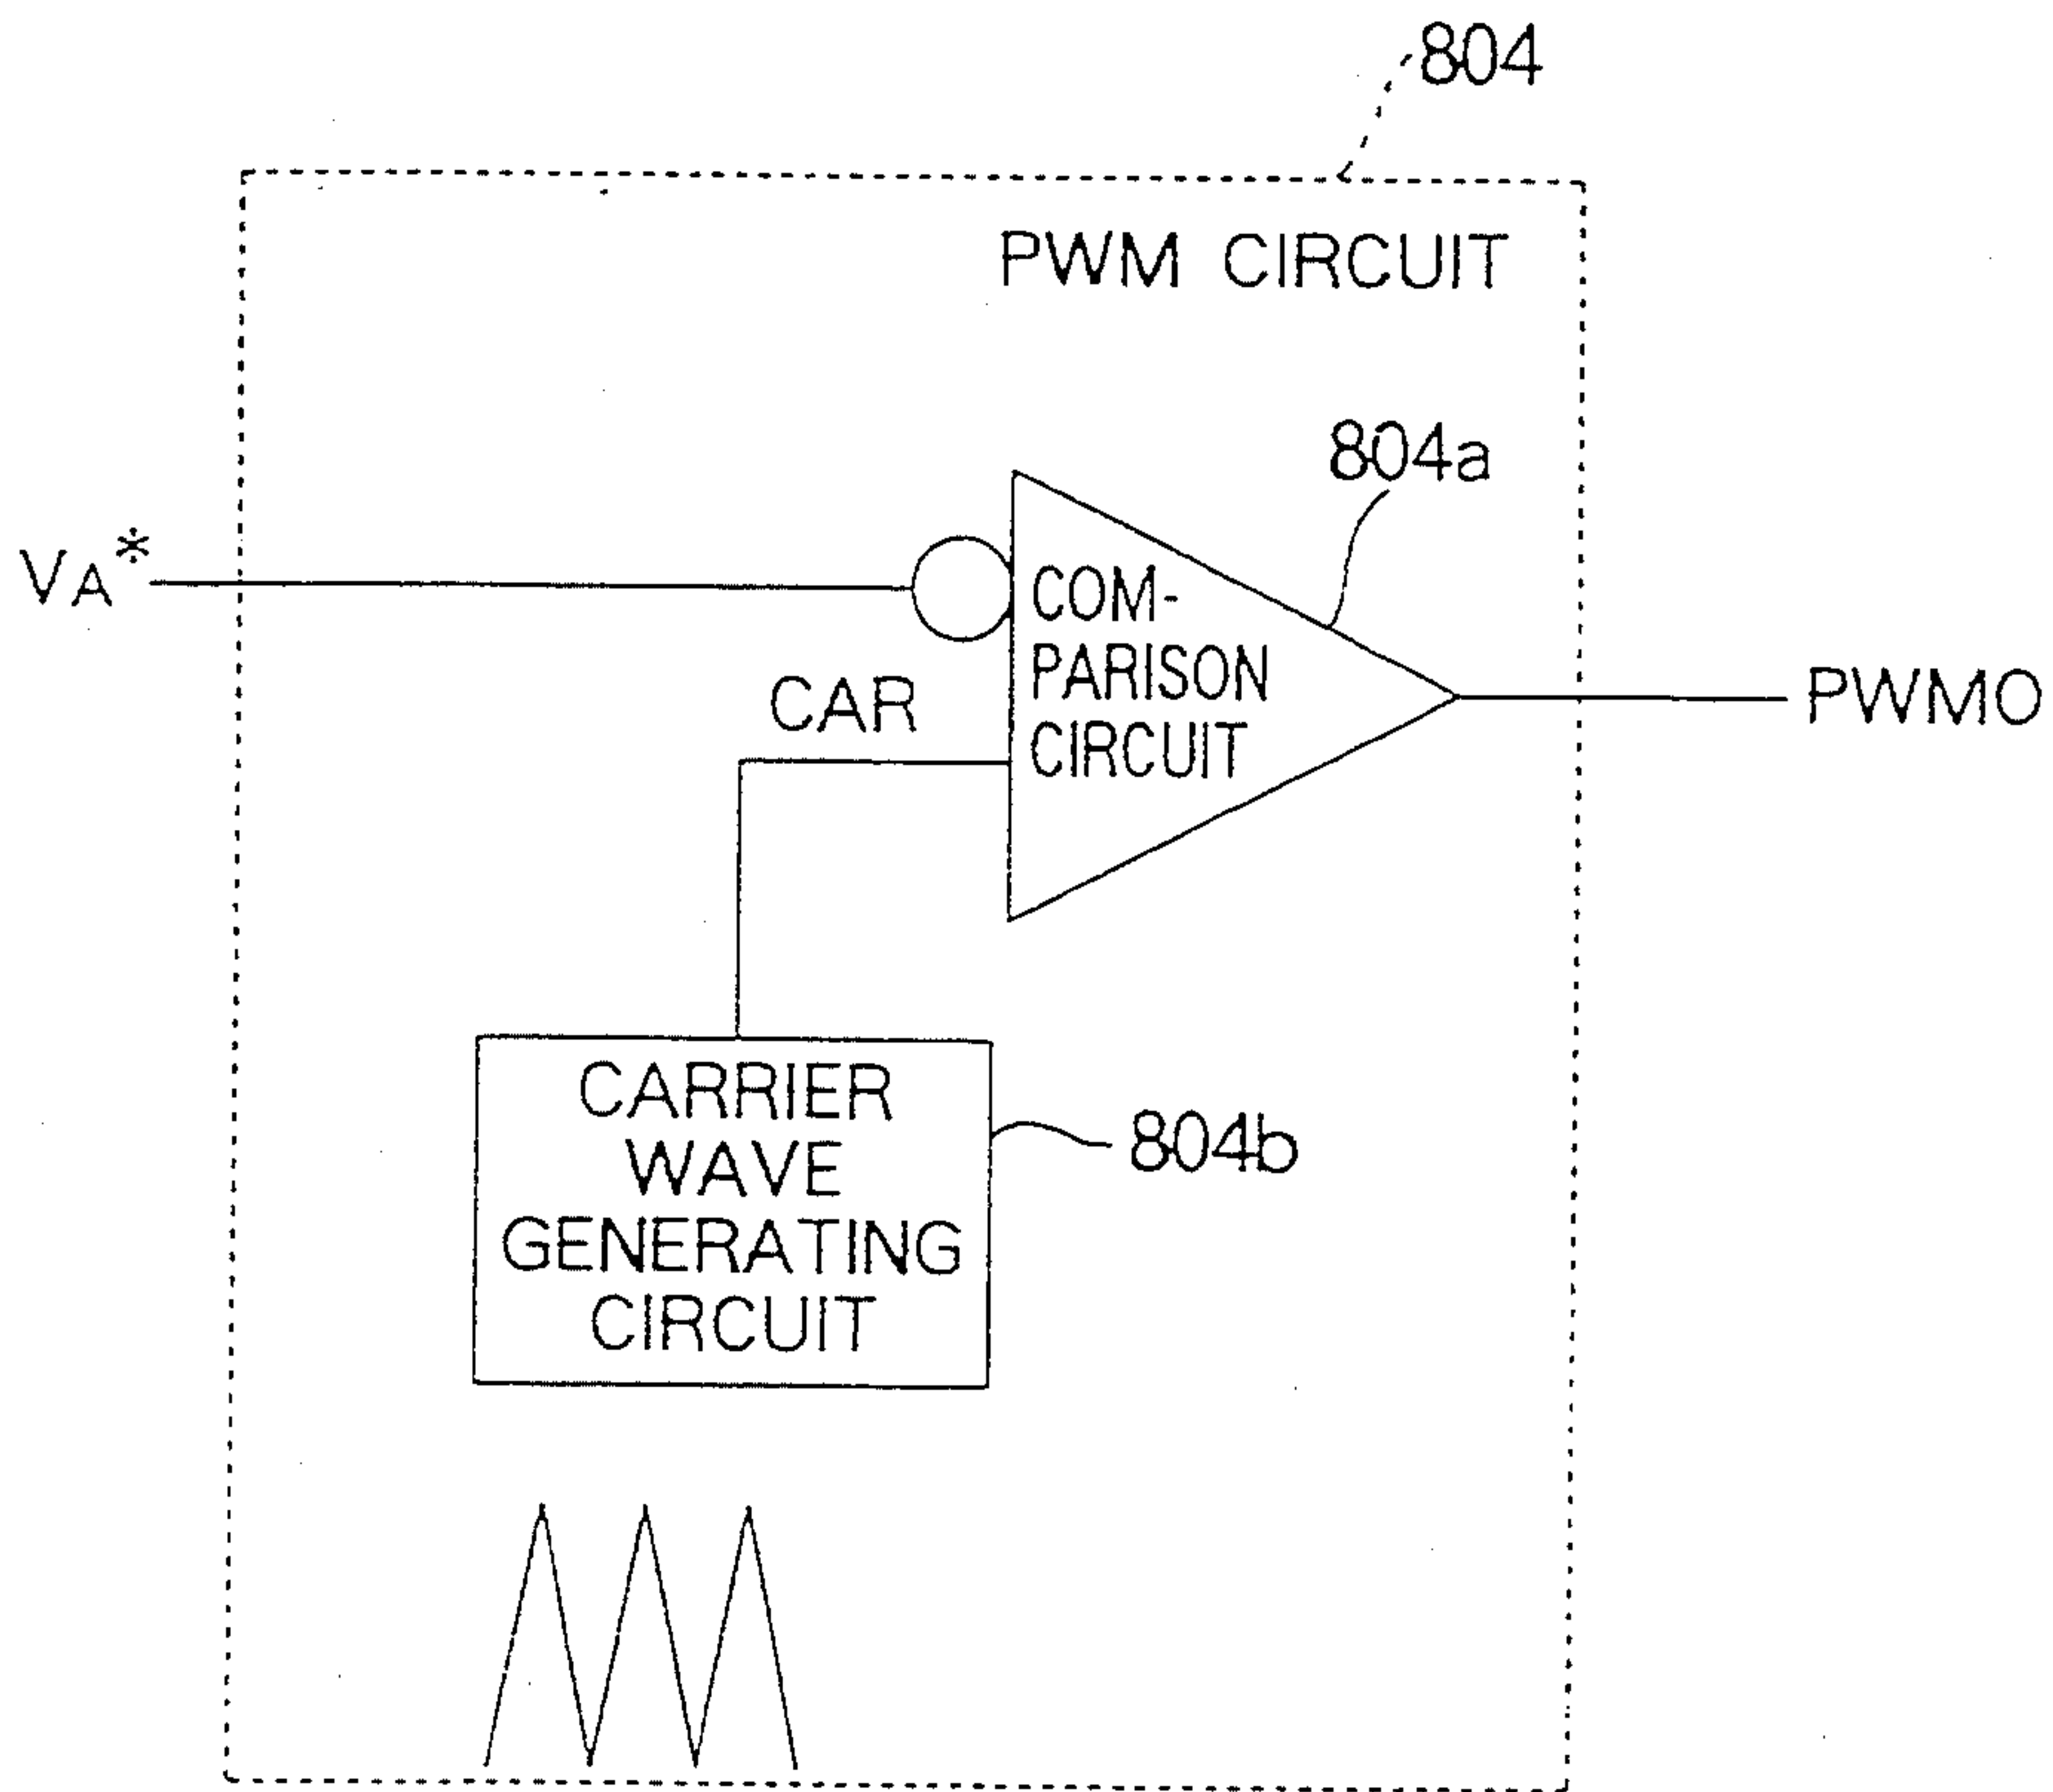 804
PWM CIRCUIT
804a
VA*
COM-
PARISON
CIRCUIT
CAR
PWMO
CARRIER
WAVE
GENERATING
CIRCUIT
804b